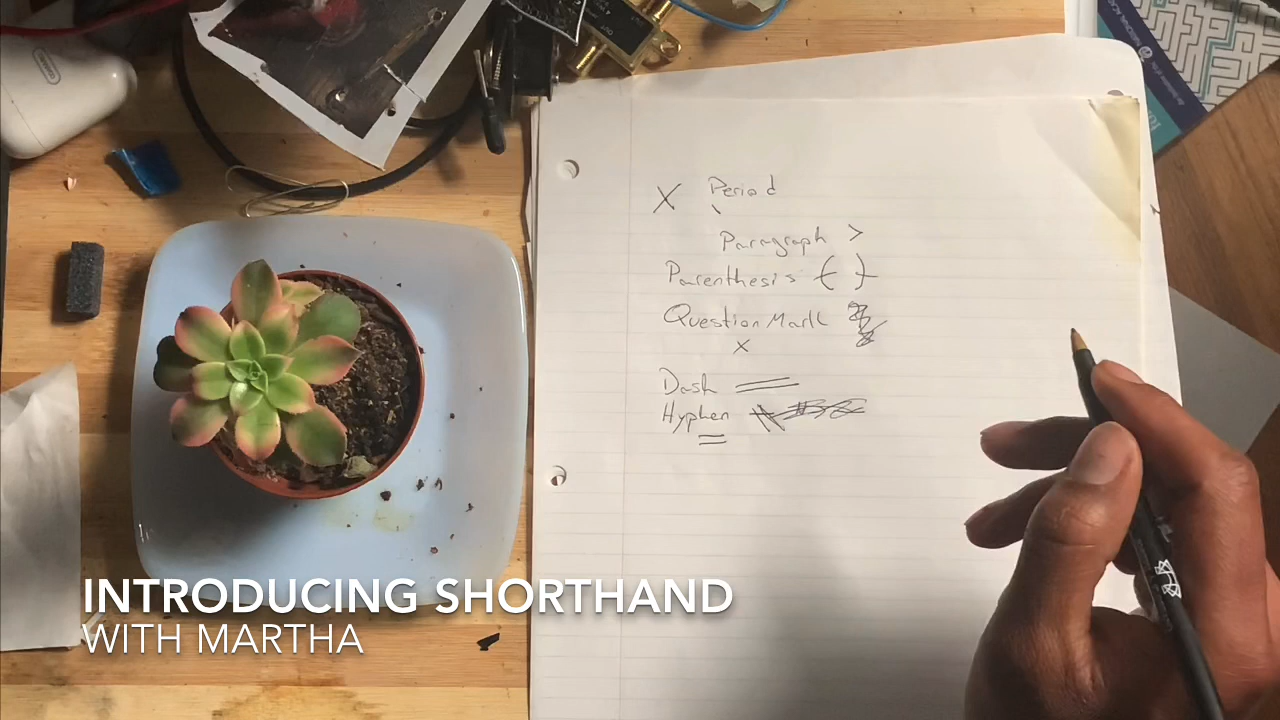 X Period
Paragraph >
Parenthesis ( )
Question Mark
x
Dash
Hyphen
INTRODUCING SHORTHAND
WITH MARTHA